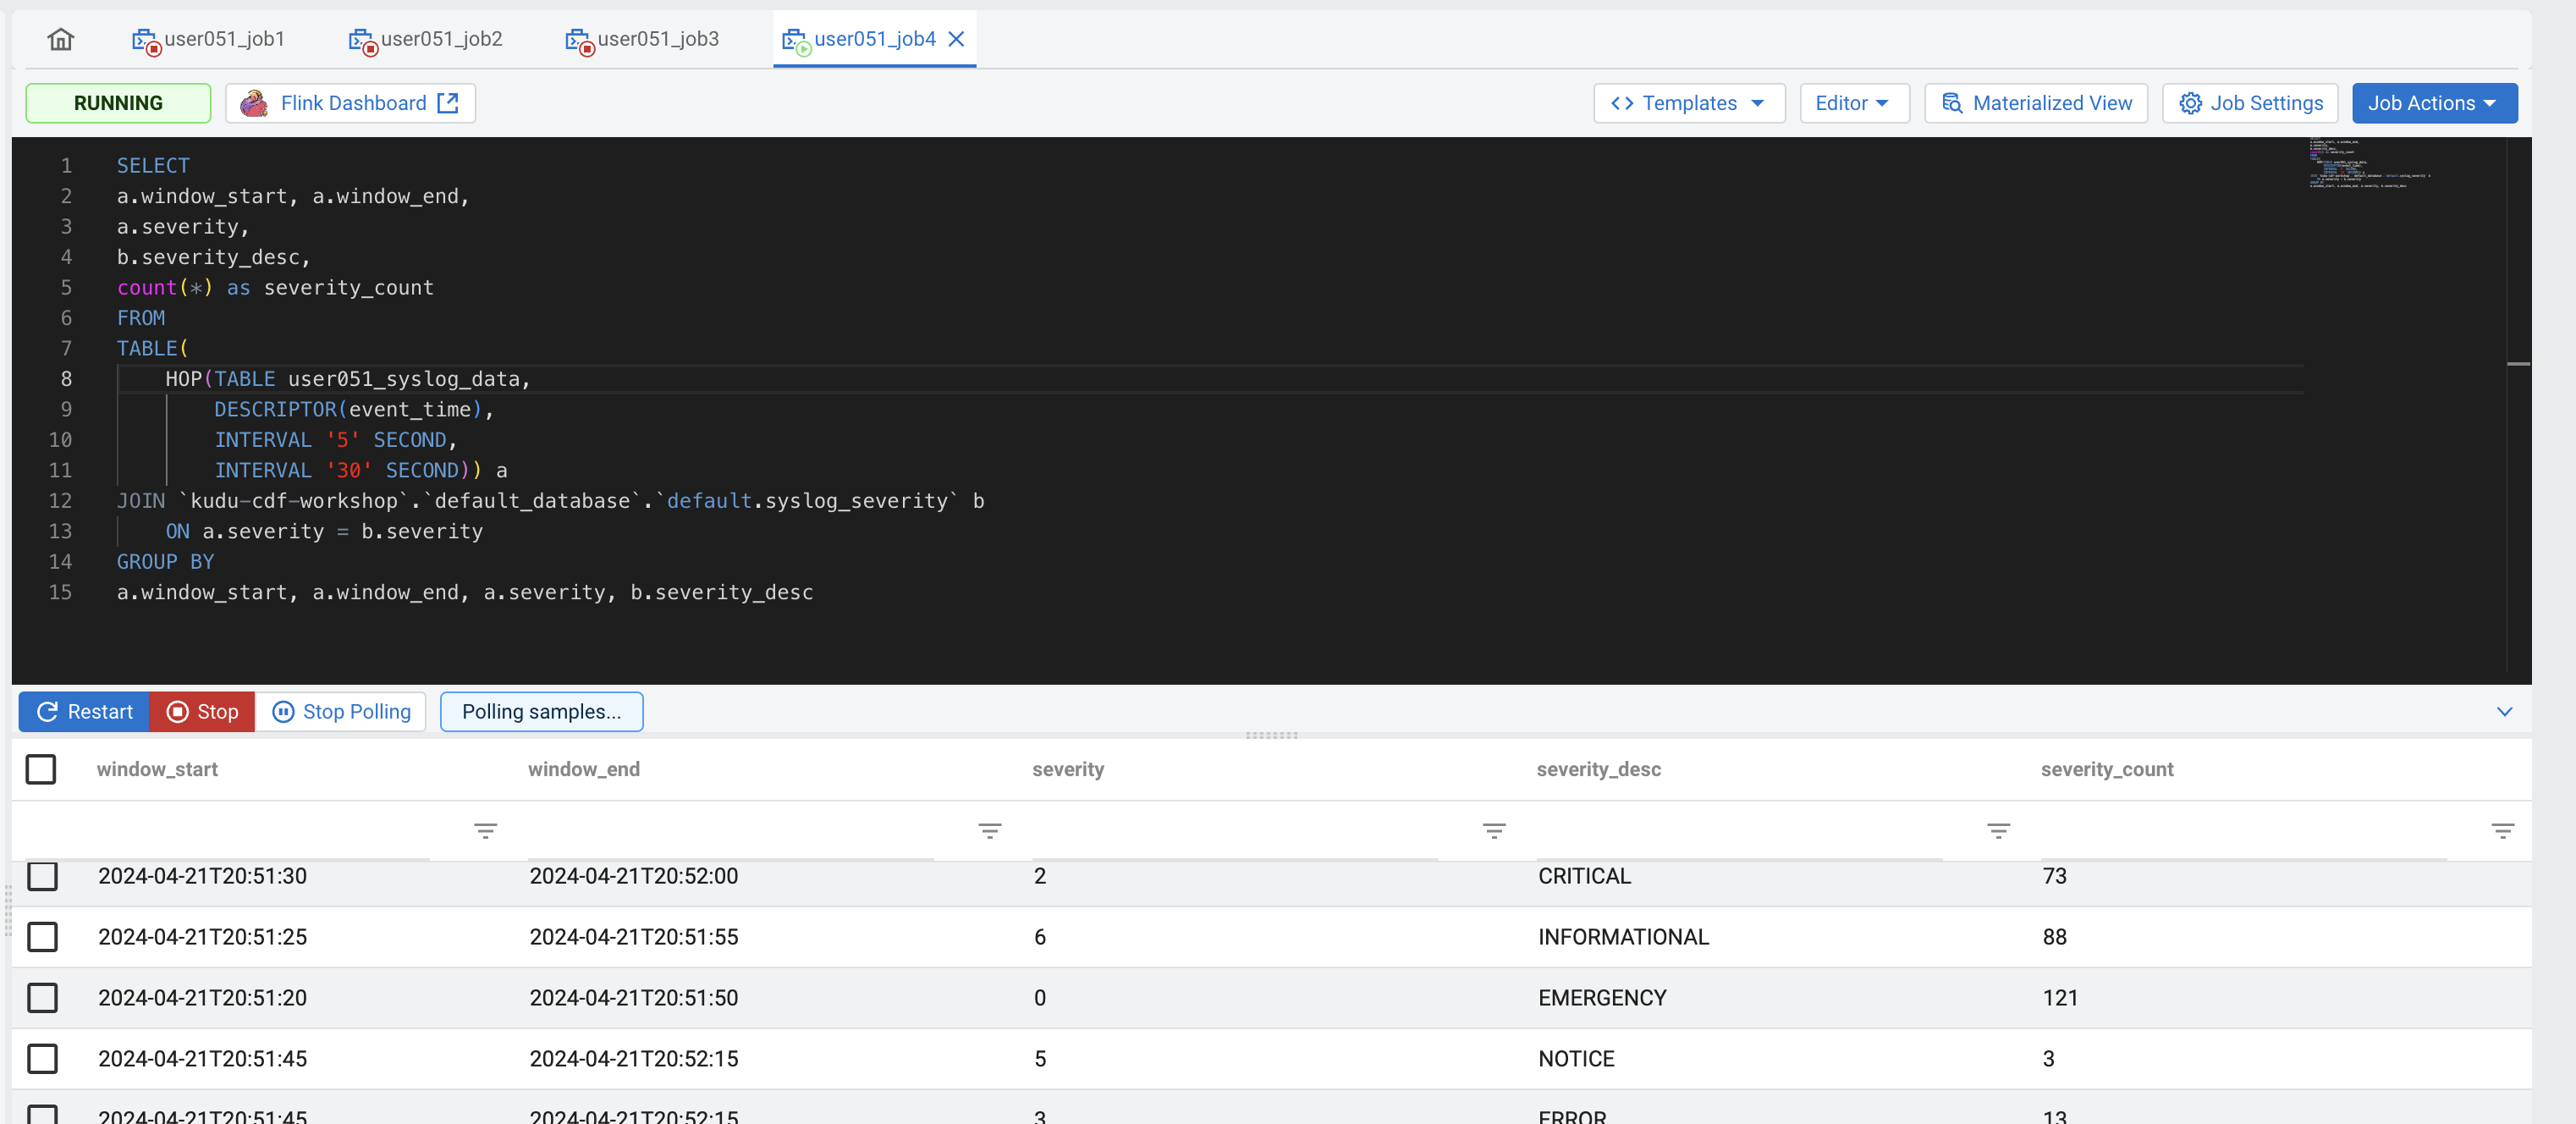 user051_job1 user051_job2 user051_job3 user051_job4
RUNNING Flink Dashboard Templates Editor Materialized View Job Settings Job Actions
1 SELECT
2 a.window_start, a.window_end,
3 a.severity,
4 b.severity_desc,
5 count(*) as severity_count
6 FROM
7 TABLE(
8 HOP(TABLE user051_syslog_data,
9 DESCRIPTOR(event_time),
10 INTERVAL '5' SECOND,
11 INTERVAL '30' SECOND)) a
12 JOIN `kudu-cdf-workshop`.`default_database`.`default.syslog_severity` b
13 ON a.severity = b.severity
14 GROUP BY
15 a.window_start, a.window_end, a.severity, b.severity_desc
Restart Stop Stop Polling Polling samples...
window_start window_end severity severity_desc severity_count
2024-04-21T20:51:30 2024-04-21T20:52:00 2 CRITICAL 73
2024-04-21T20:51:25 2024-04-21T20:51:55 6 INFORMATIONAL 88
2024-04-21T20:51:20 2024-04-21T20:51:50 0 EMERGENCY 121
2024-04-21T20:51:45 2024-04-21T20:52:15 5 NOTICE 3
2024-04-21T20:51:45 2024-04-21T20:52:15 3 ERROR 13